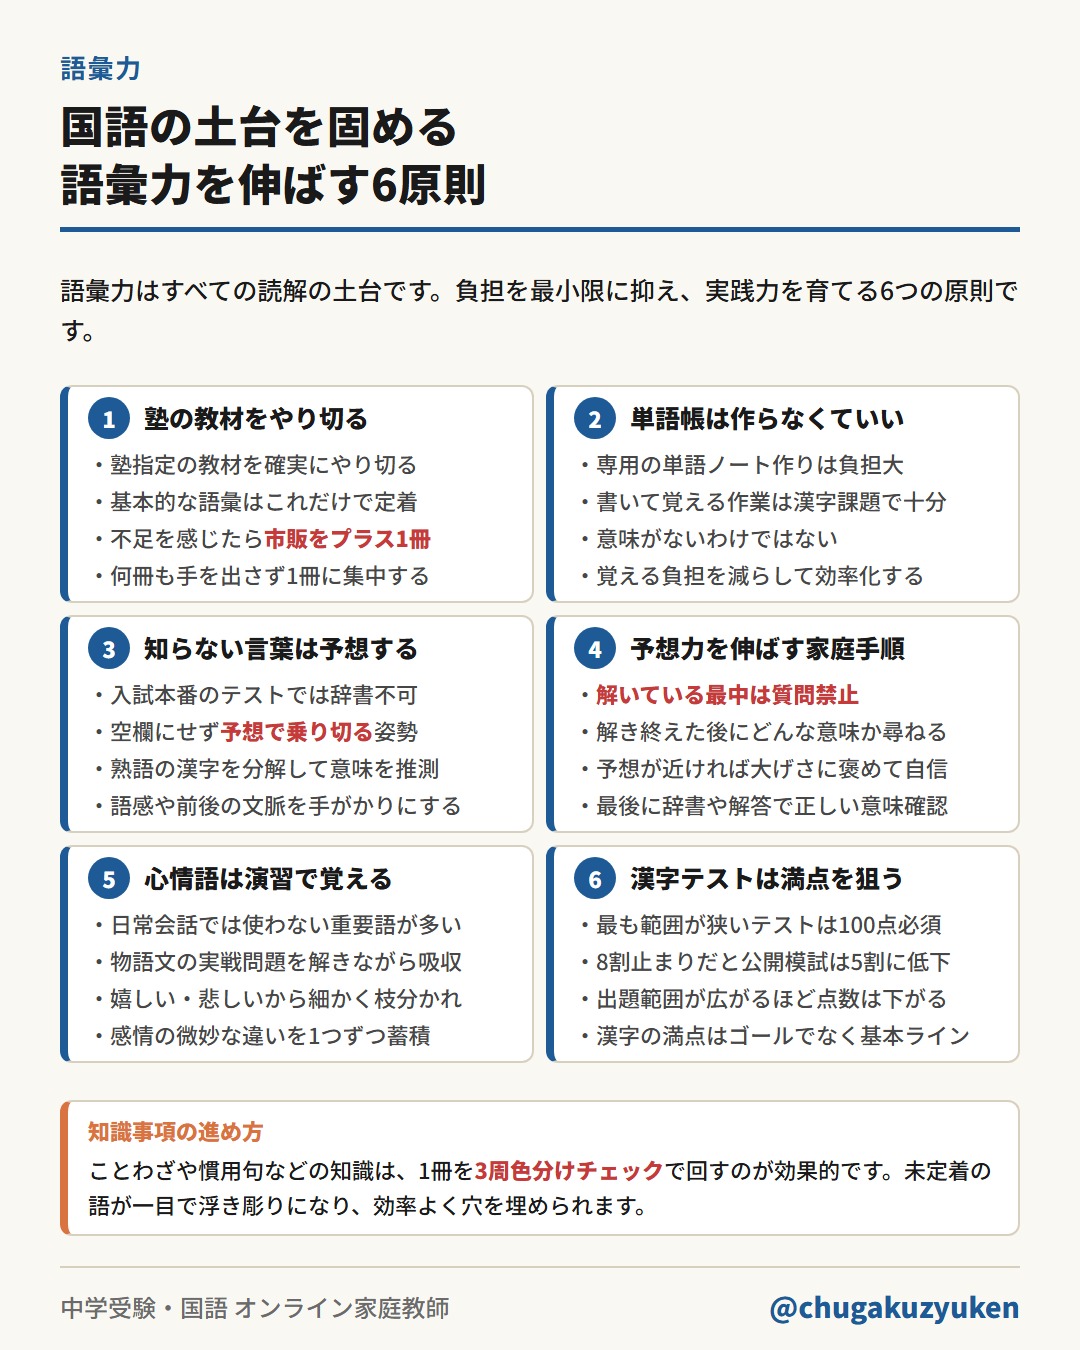 語彙力
国語の土台を固める
語彙力を伸ばす6原則
語彙力はすべての読解の土台です。負担を最小限に抑え、実践力を育てる6つの原則で
す。
1 塾の教材をやり切る
・塾指定の教材を確実にやり切る
・基本的な語彙はこれだけで定着
・不足を感じたら市販をプラス1冊
・何冊も手を出さず1冊に集中する
2 単語帳は作らなくていい
・専用の単語ノート作りは負担大
・書いて覚える作業は漢字課題で十分
・意味がないわけではない
・覚える負担を減らして効率化する
3 知らない言葉は予想する
・入試本番のテストでは辞書不可
・空欄にせず予想で乗り切る姿勢
・熟語の漢字を分解して意味を推測
・語感や前後の文脈を手がかりにする
4 予想力を伸ばす家庭手順
・解いている最中は質問禁止
・解き終えた後にどんな意味か尋ねる
・予想が近ければ大げさに褒めて自信
・最後に辞書や解答で正しい意味確認
5 心情語は演習で覚える
・日常会話では使わない重要語が多い
・物語文の実戦問題を解きながら吸収
・嬉しい・悲しいから細かく枝分かれ
・感情の微妙な違いを1つずつ蓄積
6 漢字テストは満点を狙う
・最も範囲が狭いテストは100点必須
・8割止まりだと公開模試は5割に低下
・出題範囲が広がるほど点数は下がる
・漢字の満点はゴールでなく基本ライン
知識事項の進め方
ことわざや慣用句などの知識は、1冊を3周色分けチェックで回すのが効果的です。未定着の
語が一目で浮き彫りになり、効率よく穴を埋められます。
中学受験・国語 オンライン家庭教師
@chugakuzyuken